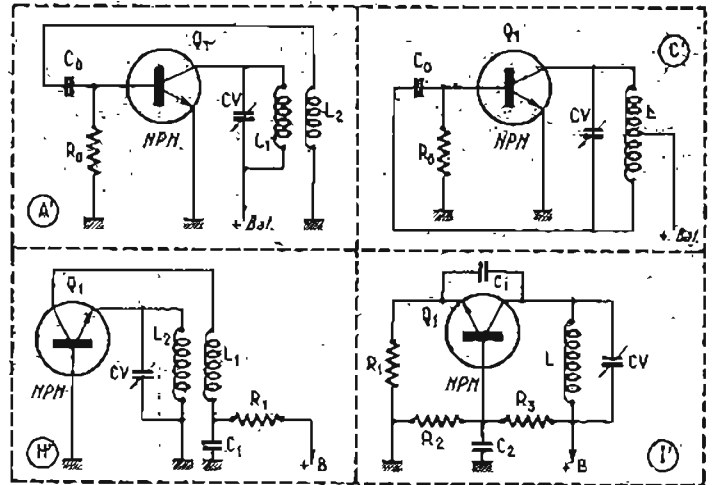 C₀
Q₁
CV
L₁
L₂
NPN
R₀
A'
+ Bat.
C₀
Q₁
C'
CV
L
NPN
R₀
+ Bat.
Q₁
L₂
L₁
CV
NPN
R₁
C₁
H'
+ B
Ci
Q₁
R₁
NPN
L
CV
R₂
R₃
C₂
+ B
I'